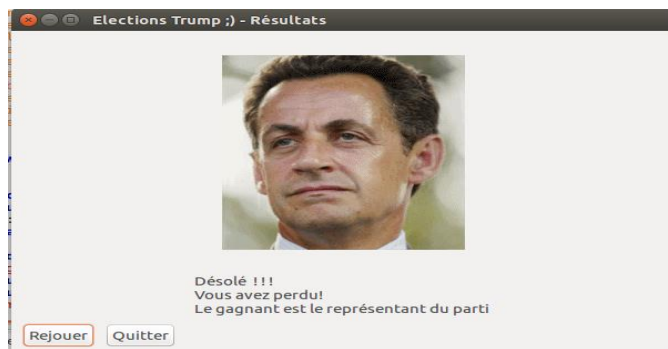 Elections Trump ;) - Résultats
Désolé !!!
Vous avez perdu!
Le gagnant est le représentant du parti
Rejouer Quitter